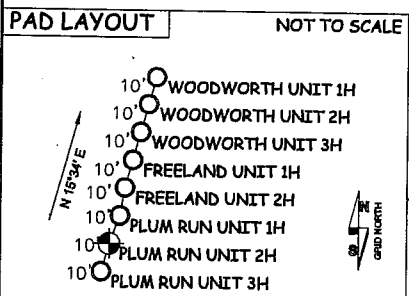 PAD LAYOUT
NOT TO SCALE
10' WOODWORTH UNIT 1H
10' WOODWORTH UNIT 2H
10' WOODWORTH UNIT 3H
10' FREELAND UNIT 1H
10' FREELAND UNIT 2H
10' PLUM RUN UNIT 1H
10' PLUM RUN UNIT 2H
10' PLUM RUN UNIT 3H
N 15°34' E
N
S
GRID NORTH